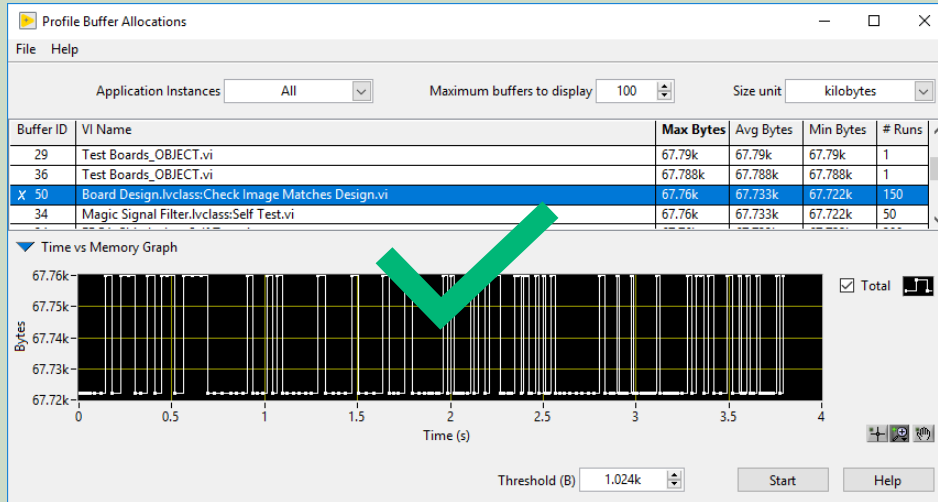 Profile Buffer Allocations
File Help
Application Instances All Maximum buffers to display 100 Size unit kilobytes
Buffer ID VI Name Max Bytes Avg Bytes Min Bytes # Runs
29 Test Boards_OBJECT.vi 67.79k 67.79k 67.79k 1
36 Test Boards_OBJECT.vi 67.788k 67.788k 67.788k 1
X 50 Board Design.lvclass:Check Image Matches Design.vi 67.76k 67.733k 67.722k 150
34 Magic Signal Filter.lvclass:Self Test.vi 67.76k 67.733k 67.722k 50
Time vs Memory Graph
67.76k
67.75k
67.74k
67.73k
67.72k
Bytes
0 0.5 1 1.5 2 2.5 3 3.5 4
Time (s)
Total
Threshold (B) 1.024k Start Help